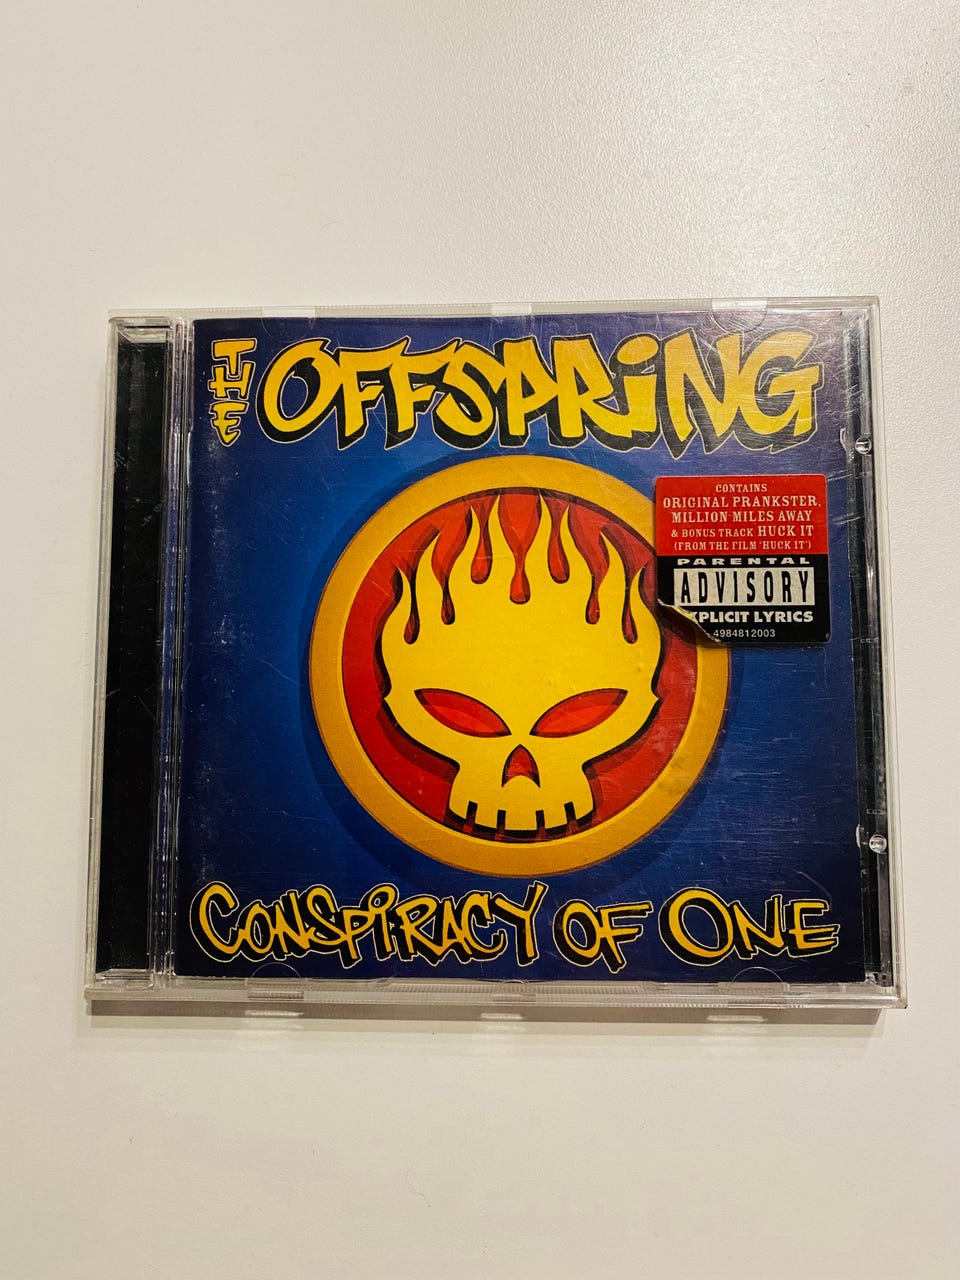 THE OFFSPRiNG
CONTAINS
ORIGINAL PRANKSTER,
MILLION MILES AWAY
& BONUS TRACK HUCK IT
(FROM THE FILM 'HUCK IT')
PARENTAL
ADVISORY
XPLICIT LYRICS
4984812003
CONSPiRACY OF ONE